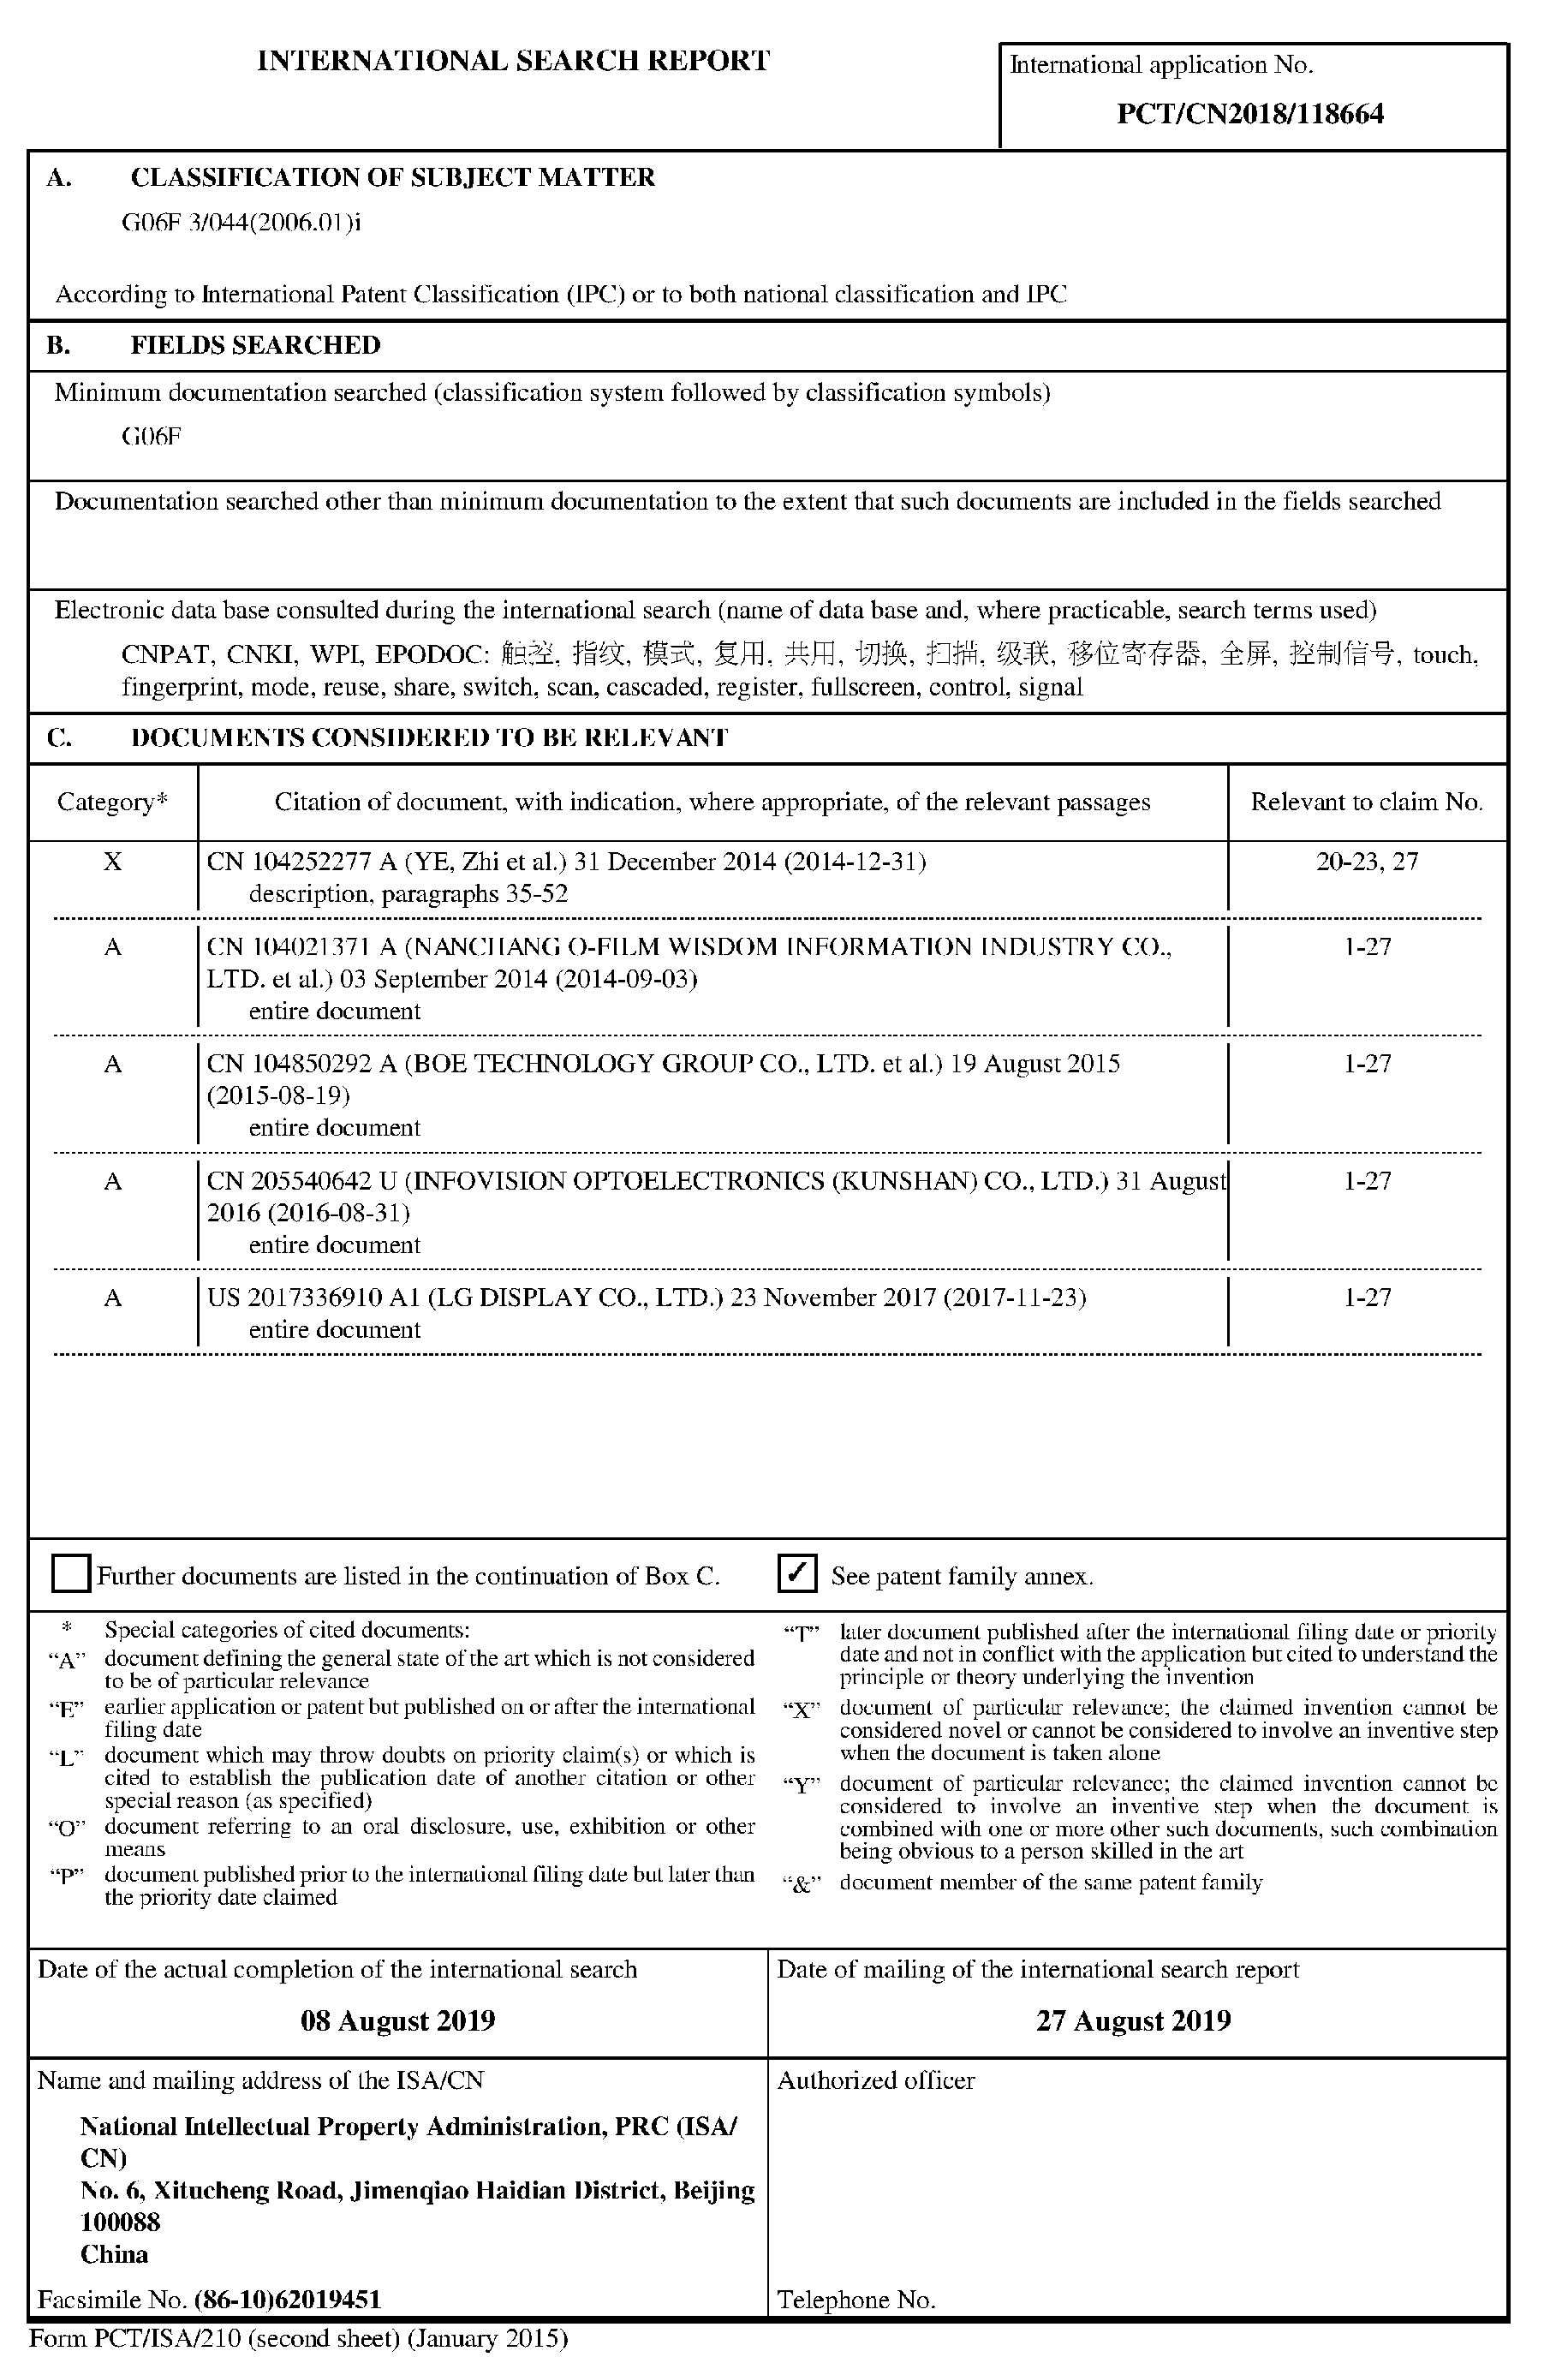 INTERNATIONAL SEARCH REPORT
International application No.
PCT/CN2018/118664
A. CLASSIFICATION OF SUBJECT MATTER
G06F 3/044(2006.01)i
According to International Patent Classification (IPC) or to both national classification and IPC
B. FIELDS SEARCHED
Minimum documentation searched (classification system followed by classification symbols)
G06F
Documentation searched other than minimum documentation to the extent that such documents are included in the fields searched
Electronic data base consulted during the international search (name of data base and, where practicable, search terms used)
CNPAT, CNKI, WPI, EPODOC: 触控, 指纹, 模式, 复用, 共用, 切换, 扫描, 级联, 移位寄存器, 全屏, 控制信号, touch,
fingerprint, mode, reuse, share, switch, scan, cascaded, register, fullscreen, control, signal
C. DOCUMENTS CONSIDERED TO BE RELEVANT
Category* Citation of document, with indication, where appropriate, of the relevant passages Relevant to claim No.
X CN 104252277 A (YE, Zhi et al.) 31 December 2014 (2014-12-31) 20-23, 27
description, paragraphs 35-52
A CN 104021371 A (NANCHANG O-FILM WISDOM INFORMATION INDUSTRY CO., 1-27
LTD. et al.) 03 September 2014 (2014-09-03)
entire document
A CN 104850292 A (BOE TECHNOLOGY GROUP CO., LTD. et al.) 19 August 2015 1-27
(2015-08-19)
entire document
A CN 205540642 U (INFOVISION OPTOELECTRONICS (KUNSHAN) CO., LTD.) 31 August 1-27
2016 (2016-08-31)
entire document
A US 2017336910 A1 (LG DISPLAY CO., LTD.) 23 November 2017 (2017-11-23) 1-27
entire document
Further documents are listed in the continuation of Box C. ✓ See patent family annex.
* Special categories of cited documents:
“A” document defining the general state of the art which is not considered
to be of particular relevance
“E” earlier application or patent but published on or after the international
filing date
“L” document which may throw doubts on priority claim(s) or which is
cited to establish the publication date of another citation or other
special reason (as specified)
“O” document referring to an oral disclosure, use, exhibition or other
means
“P” document published prior to the international filing date but later than
the priority date claimed
“T” later document published after the international filing date or priority
date and not in conflict with the application but cited to understand the
principle or theory underlying the invention
“X” document of particular relevance; the claimed invention cannot be
considered novel or cannot be considered to involve an inventive step
when the document is taken alone
“Y” document of particular relevance; the claimed invention cannot be
considered to involve an inventive step when the document is
combined with one or more other such documents, such combination
being obvious to a person skilled in the art
“&” document member of the same patent family
Date of the actual completion of the international search
08 August 2019
Date of mailing of the international search report
27 August 2019
Name and mailing address of the ISA/CN
National Intellectual Property Administration, PRC (ISA/
CN)
No. 6, Xitucheng Road, Jimenqiao Haidian District, Beijing
100088
China
Facsimile No. (86-10)62019451
Authorized officer
Telephone No.
Form PCT/ISA/210 (second sheet) (January 2015)